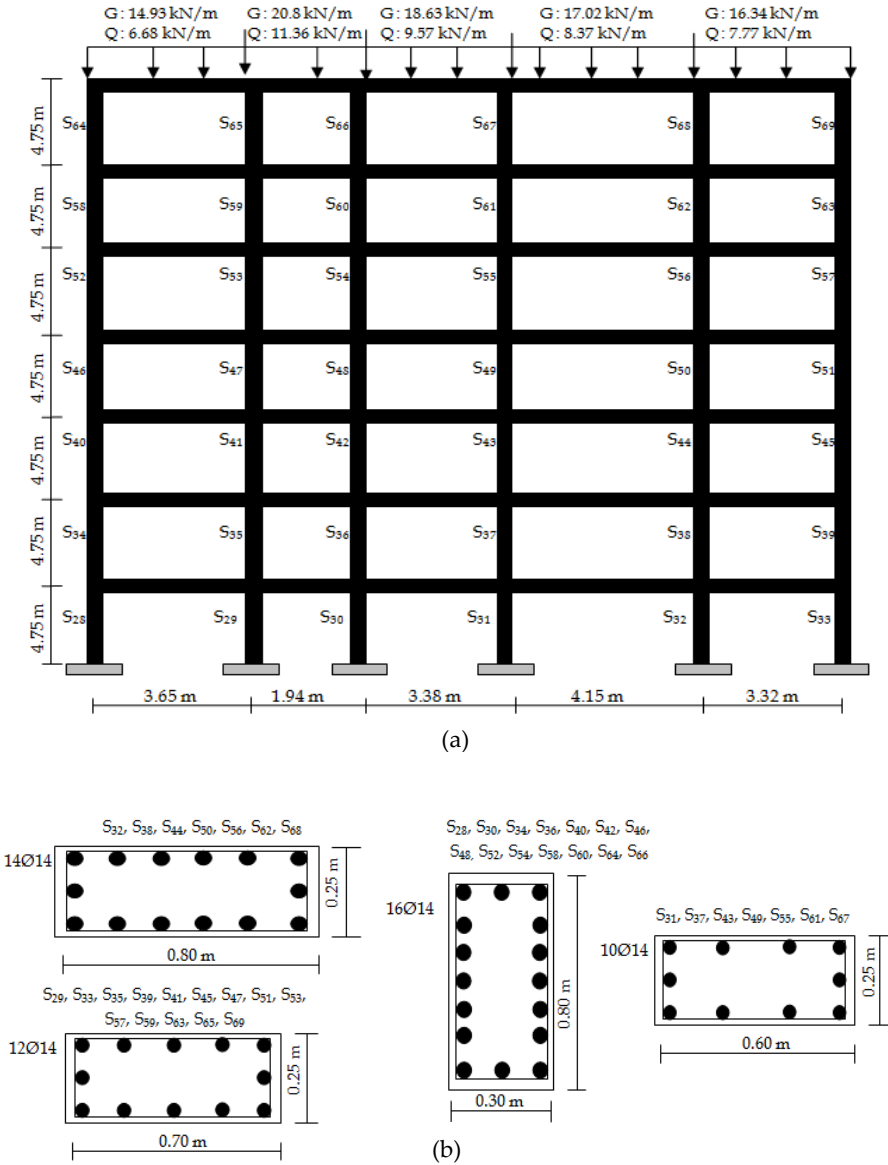 G: 14.93 kN/m G: 20.8 kN/m G: 18.63 kN/m G: 17.02 kN/m G: 16.34 kN/m
Q: 6.68 kN/m Q: 11.36 kN/m Q: 9.57 kN/m Q: 8.37 kN/m Q: 7.77 kN/m
4.75 m S₆₄ S₆₅ S₆₆ S₆₇ S₆₈ S₆₉
4.75 m S₅₈ S₅₉ S₆₀ S₆₁ S₆₂ S₆₃
4.75 m S₅₂ S₅₃ S₅₄ S₅₅ S₅₆ S₅₇
4.75 m S₄₆ S₄₇ S₄₈ S₄₉ S₅₀ S₅₁
4.75 m S₄₀ S₄₁ S₄₂ S₄₃ S₄₄ S₄₅
4.75 m S₃₄ S₃₅ S₃₆ S₃₇ S₃₈ S₃₉
4.75 m S₂₈ S₂₉ S₃₀ S₃₁ S₃₂ S₃₃
3.65 m 1.94 m 3.38 m 4.15 m 3.32 m
(a)
S₃₂, S₃₈, S₄₄, S₅₀, S₅₆, S₆₂, S₆₈
14Ø14
0.25 m
0.80 m
S₂₉, S₃₃, S₃₅, S₃₉, S₄₁, S₄₅, S₄₇, S₅₁, S₅₃,
S₅₇, S₅₉, S₆₃, S₆₅, S₆₉
12Ø14
0.25 m
0.70 m
S₂₈, S₃₀, S₃₄, S₃₆, S₄₀, S₄₂, S₄₆,
S₄₈, S₅₂, S₅₄, S₅₈, S₆₀, S₆₄, S₆₆
16Ø14
0.80 m
0.30 m
S₃₁, S₃₇, S₄₃, S₄₉, S₅₅, S₆₁, S₆₇
10Ø14
0.25 m
0.60 m
(b)